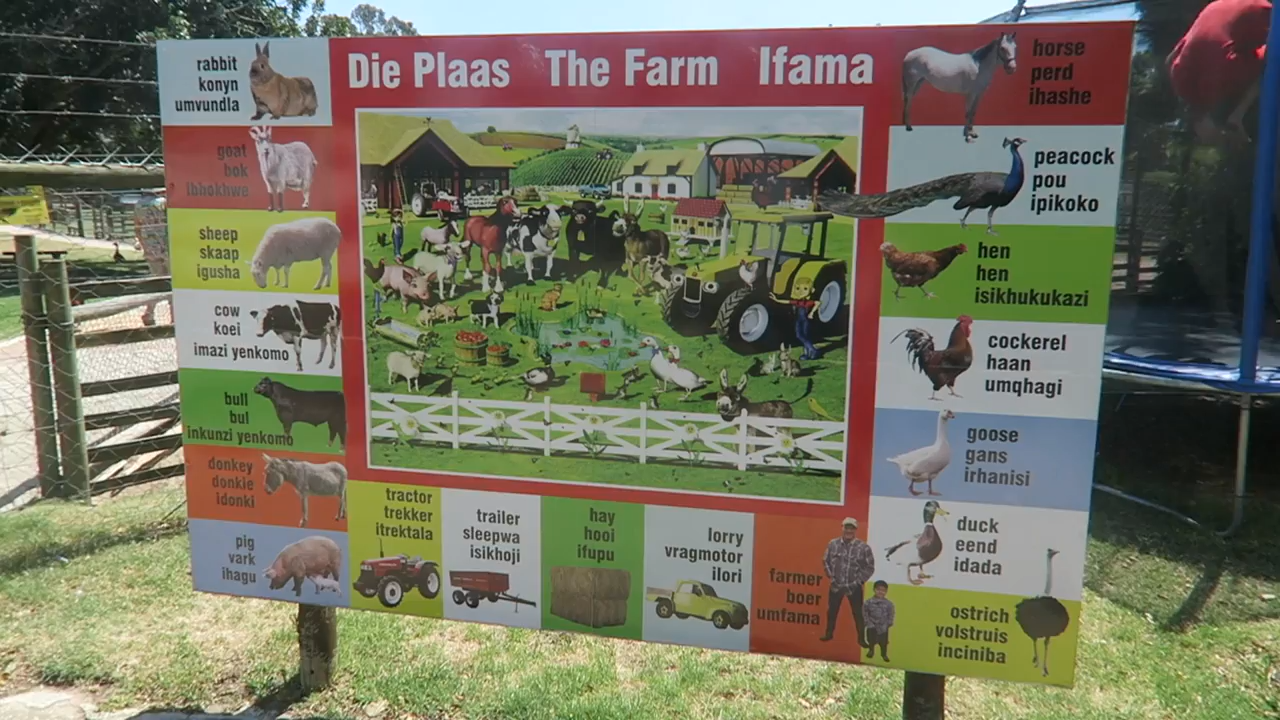 Die Plaas The Farm Ifama
rabbit
konyn
umvundla
goat
bok
ibhokhwe
sheep
skaap
igusha
cow
koei
imazi yenkomo
bull
bul
inkunzi yenkomo
donkey
donkie
idonki
pig
vark
ihagu
tractor
trekker
itrektala
trailer
sleepwa
isikhoji
hay
hooi
ifupu
lorry
vragmotor
ilori
farmer
boer
umfama
horse
perd
ihashe
peacock
pou
ipikoko
hen
hen
isikhukukazi
cockerel
haan
umqhagi
goose
gans
irhanisi
duck
eend
idada
ostrich
volstruis
inciniba